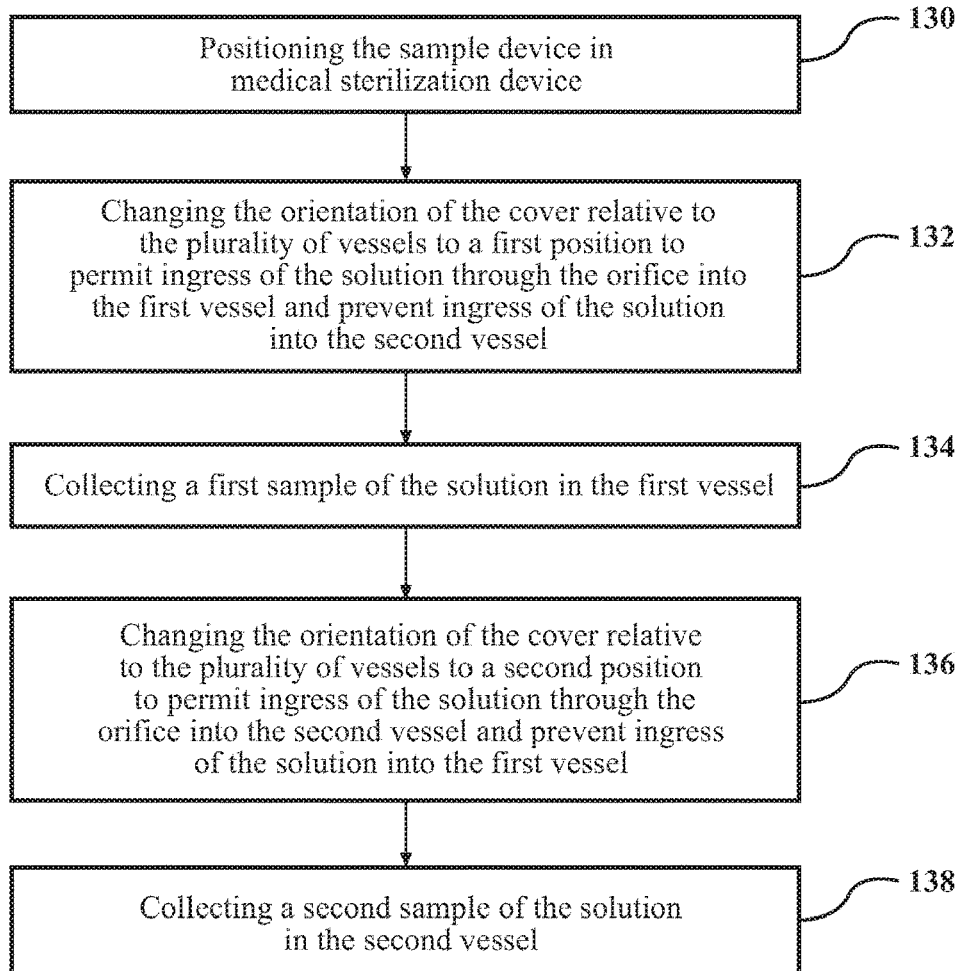 130
Positioning the sample device in
medical sterilization device
Changing the orientation of the cover relative to
the plurality of vessels to a first position to
permit ingress of the solution through the orifice into
the first vessel and prevent ingress of the solution
into the second vessel
132
134
Collecting a first sample of the solution in the first vessel
Changing the orientation of the cover relative
to the plurality of vessels to a second position
to permit ingress of the solution through the
orifice into the second vessel and prevent ingress
of the solution into the first vessel
136
138
Collecting a second sample of the solution
in the second vessel